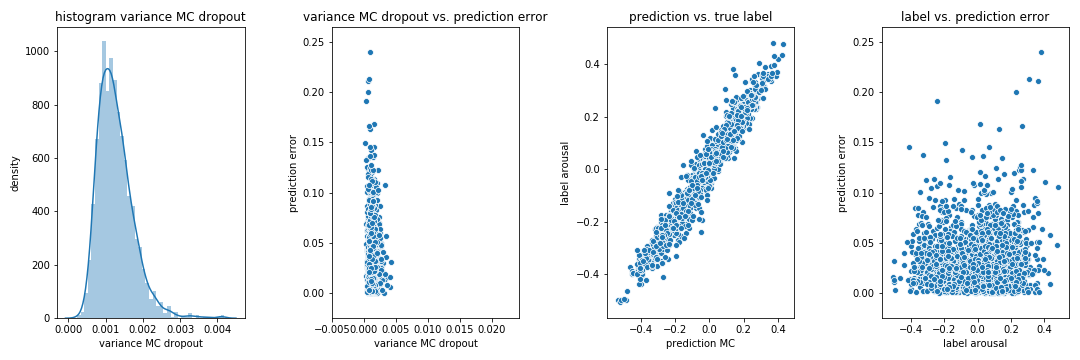 histogram variance MC dropout
density
1000
800
600
400
200
0
0.000 0.001 0.002 0.003 0.004
variance MC dropout
variance MC dropout vs. prediction error
prediction error
0.25
0.20
0.15
0.10
0.05
0.00
−0.005 0.000 0.005 0.010 0.015 0.020
variance MC dropout
prediction vs. true label
label arousal
0.4
0.2
0.0
−0.2
−0.4
−0.4 −0.2 0.0 0.2 0.4
prediction MC
label vs. prediction error
prediction error
0.25
0.20
0.15
0.10
0.05
0.00
−0.4 −0.2 0.0 0.2 0.4
label arousal